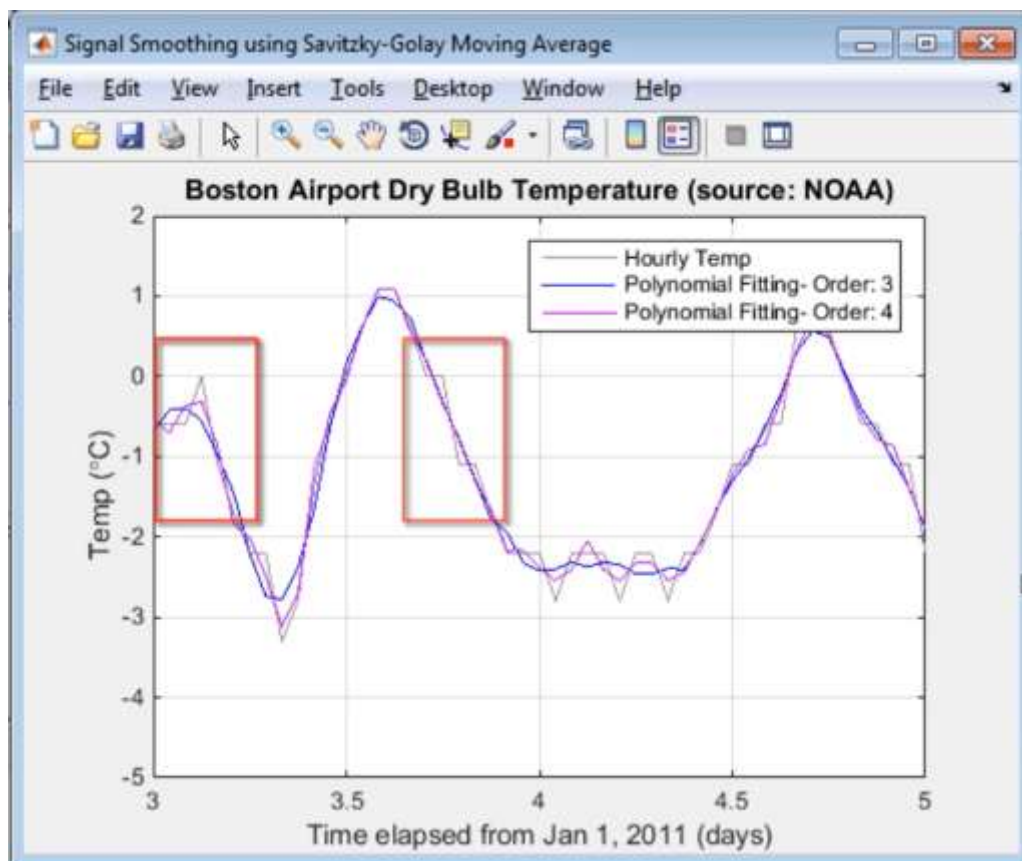 Signal Smoothing using Savitzky-Golay Moving Average
File Edit View Insert Tools Desktop Window Help
Boston Airport Dry Bulb Temperature (source: NOAA)
Hourly Temp
Polynomial Fitting- Order: 3
Polynomial Fitting- Order: 4
Temp (°C)
2
1
0
-1
-2
-3
-4
-5
3 3.5 4 4.5 5
Time elapsed from Jan 1, 2011 (days)